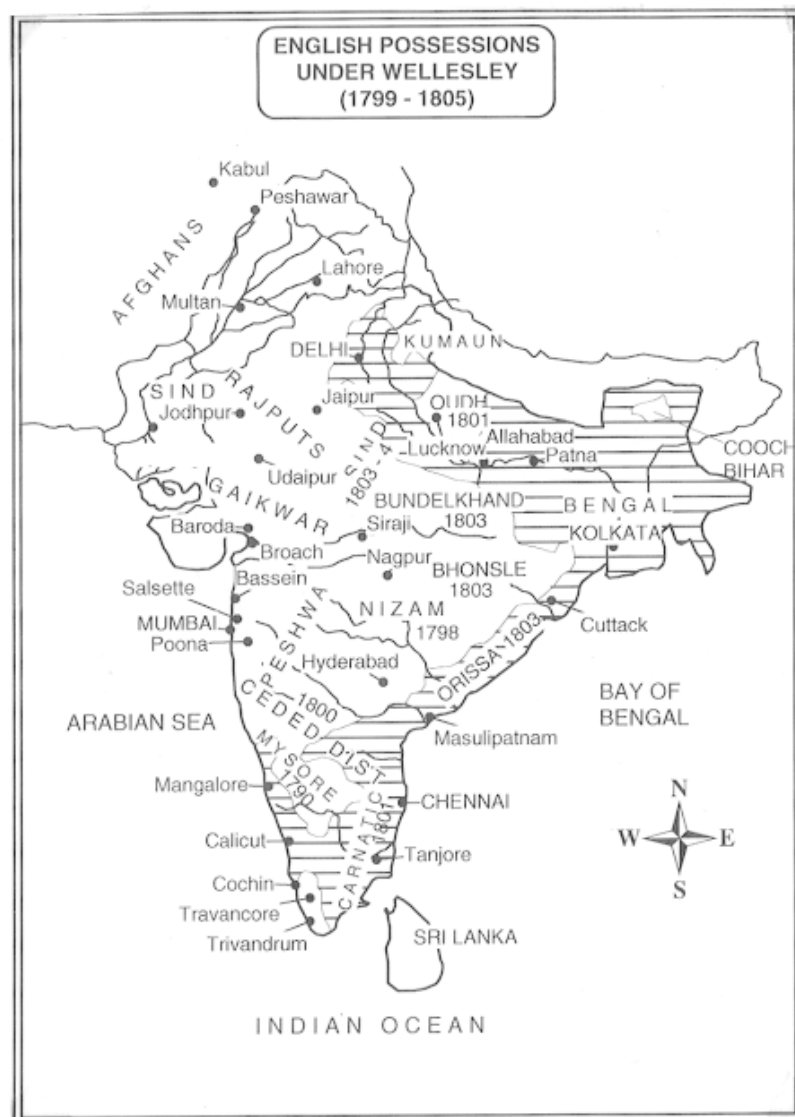 ENGLISH POSSESSIONS
UNDER WELLESLEY
(1799 - 1805)
Kabul
Peshawar
AFGHANS
Lahore
Multan
DELHI
KUMAUN
SIND
RAJPUTS
Jodhpur
Jaipur
OUDH
1801
SIND
1803-4
Lucknow
Allahabad
Patna
COOCH
BIHAR
Udaipur
GAIKWAR
BUNDELKHAND
1803
BENGAL
KOLKATA
Baroda
Siraji
Broach
Nagpur
BHONSLE
1803
Bassein
Salsette
MUMBAI
Poona
PESHWA
NIZAM
1798
Cuttack
Hyderabad
ORISSA 1803
1800
CEDED DIST
BAY OF
BENGAL
ARABIAN SEA
Masulipatnam
MYSORE
1790
Mangalore
CHENNAI
CARNATIC
1801
Calicut
Tanjore
N
W
E
S
Cochin
Travancore
Trivandrum
SRI LANKA
INDIAN OCEAN